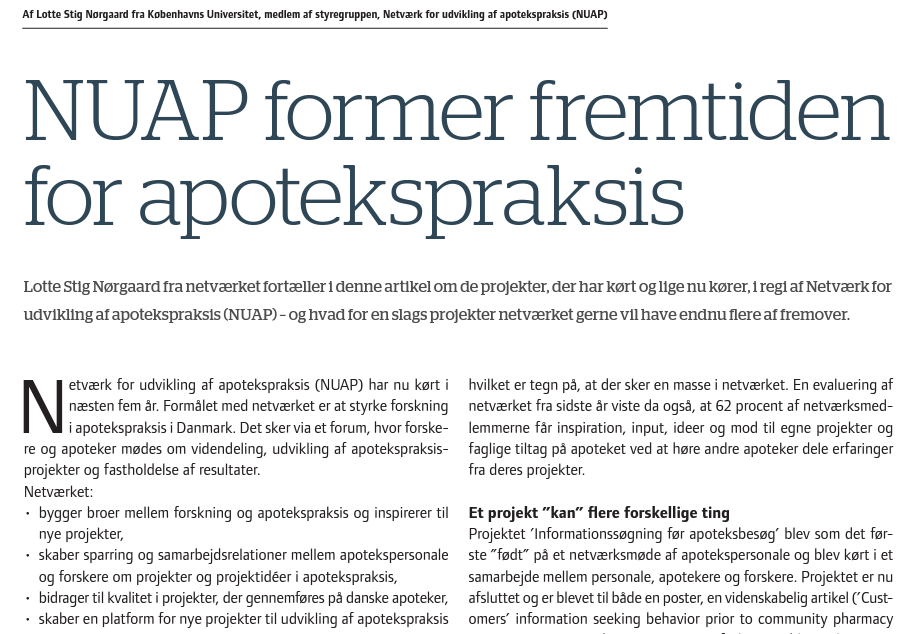 Af Lotte Stig Nørgaard fra Københavns Universitet, medlem af styregruppen, Netværk for udvikling af apotekspraksis (NUAP)
NUAP former fremtiden
for apotekspraksis
Lotte Stig Nørgaard fra netværket fortæller i denne artikel om de projekter, der har kørt og lige nu kører, i regi af Netværk for
udvikling af apotekspraksis (NUAP) – og hvad for en slags projekter netværket gerne vil have endnu flere af fremover.
Netværk for udvikling af apotekspraksis (NUAP) har nu kørt i
næsten fem år. Formålet med netværket er at styrke forskning
i apotekspraksis i Danmark. Det sker via et forum, hvor forske-
re og apoteker mødes om videndeling, udvikling af apotekspraksis-
projekter og fastholdelse af resultater.
Netværket:
· bygger broer mellem forskning og apotekspraksis og inspirerer til
nye projekter,
· skaber sparring og samarbejdsrelationer mellem apotekspersonale
og forskere om projekter og projektidéer i apotekspraksis,
· bidrager til kvalitet i projekter, der gennemføres på danske apoteker,
· skaber en platform for nye projekter til udvikling af apotekspraksis
hvilket er tegn på, at der sker en masse i netværket. En evaluering af
netværket fra sidste år viste da også, at 62 procent af netværksmed-
lemmerne får inspiration, input, ideer og mod til egne projekter og
faglige tiltag på apoteket ved at høre andre apoteker dele erfaringer
fra deres projekter.
Et projekt ”kan” flere forskellige ting
Projektet ’Informationssøgning før apoteksbesøg’ blev som det før-
ste ”født” på et netværksmøde af apotekspersonale og blev kørt i et
samarbejde mellem personale, apotekere og forskere. Projektet er nu
afsluttet og er blevet til både en poster, en videnskabelig artikel (’Cust-
omers’ information seeking behavior prior to community pharmacy